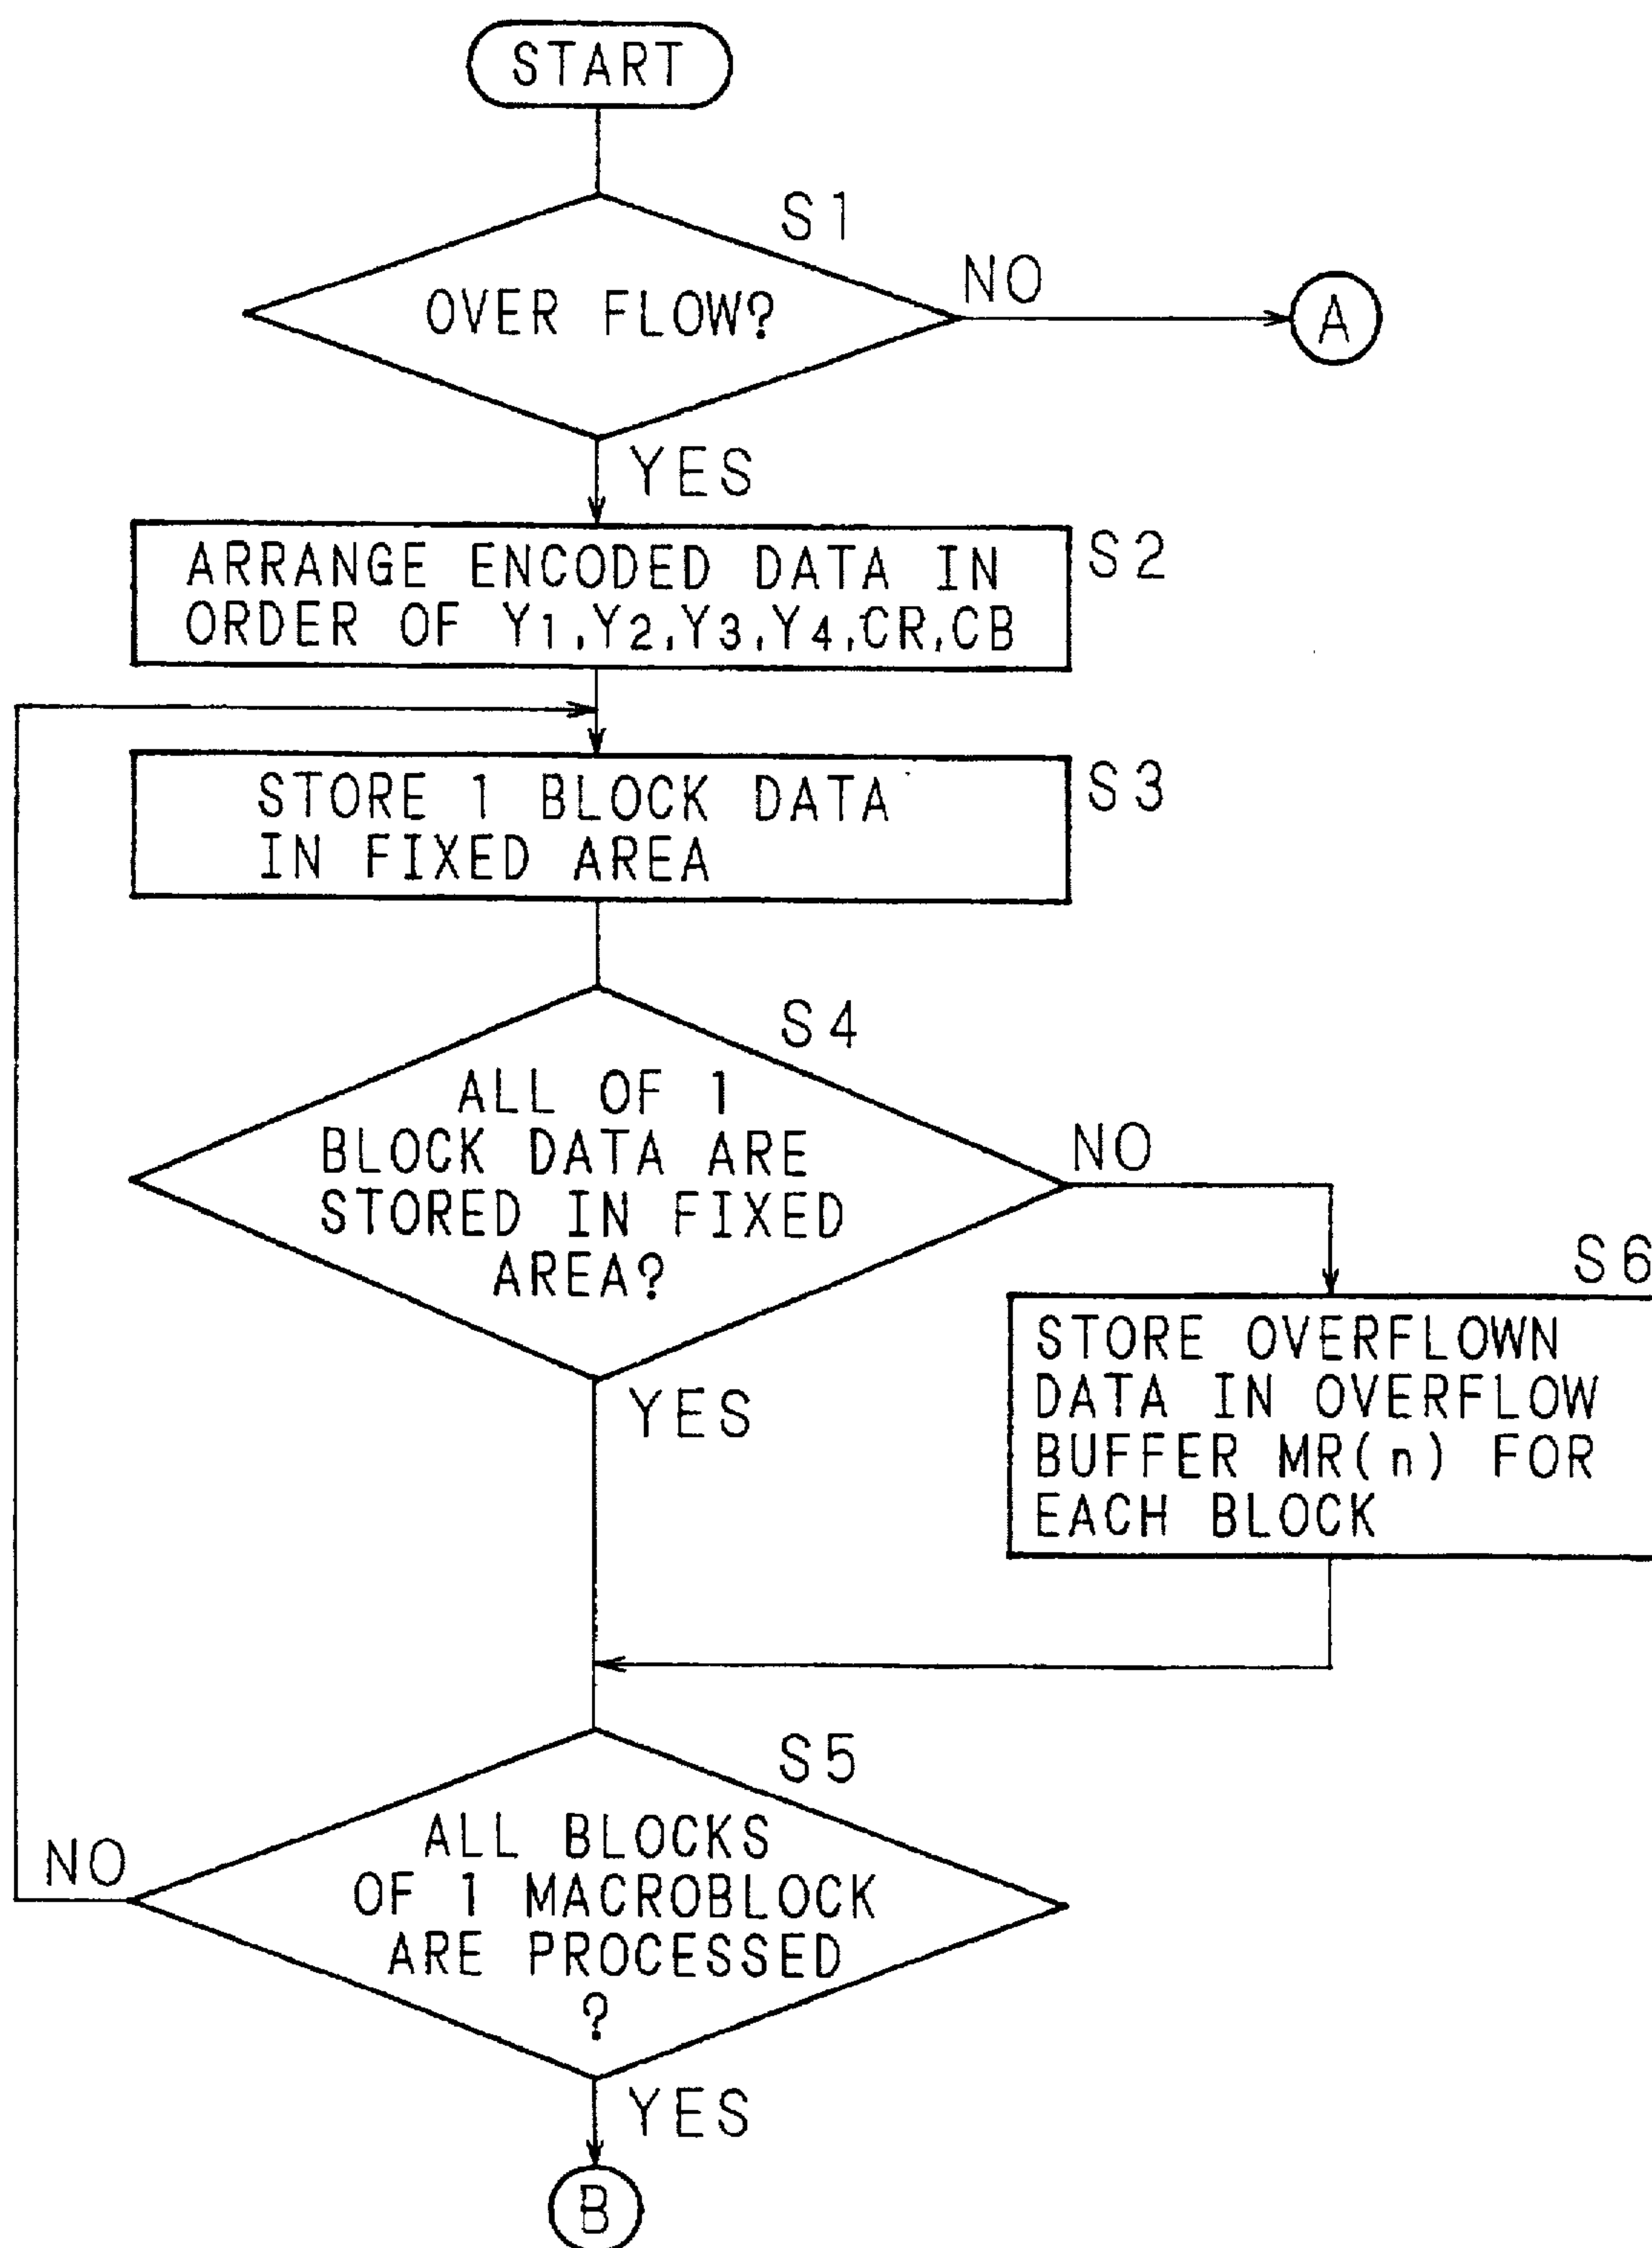 START
S1
OVER FLOW?
NO
A
YES
ARRANGE ENCODED DATA IN
ORDER OF Y1,Y2,Y3,Y4,CR,CB
S2
STORE 1 BLOCK DATA
IN FIXED AREA
S3
S4
ALL OF 1
BLOCK DATA ARE
STORED IN FIXED
AREA?
NO
YES
S6
STORE OVERFLOWN
DATA IN OVERFLOW
BUFFER MR(n) FOR
EACH BLOCK
S5
ALL BLOCKS
OF 1 MACROBLOCK
ARE PROCESSED
?
NO
YES
B